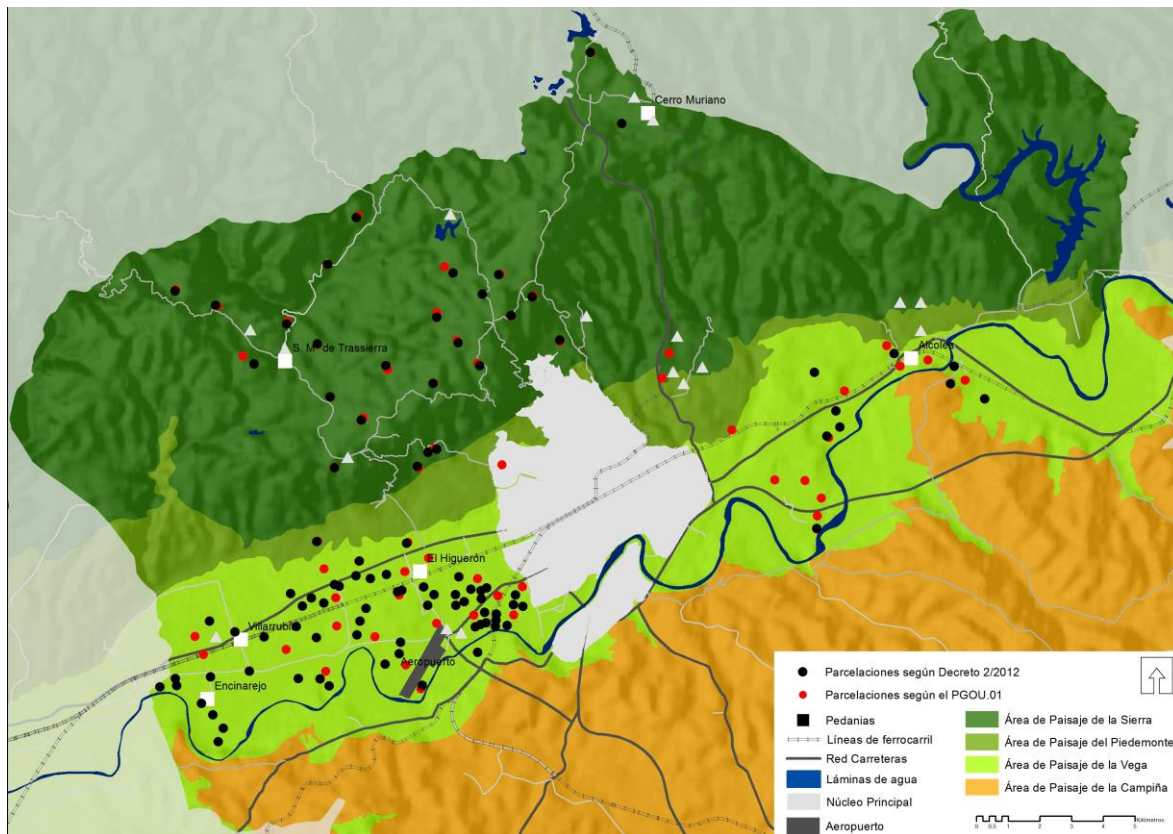 Cerro Muriano
S. Mª de Trassierra
Alcolea
El Higuerón
Villarrubia
Aeropuerto
Encinarejo
Parcelaciones según Decreto 2/2012
Parcelaciones según el PGOU.01
Pedanias
Líneas de ferrocarril
Red Carreteras
Láminas de agua
Núcleo Principal
Aeropuerto
Área de Paisaje de la Sierra
Área de Paisaje del Piedemonte
Área de Paisaje de la Vega
Área de Paisaje de la Campiña
Kilómetros
0 0,5 1 2 3 4 5